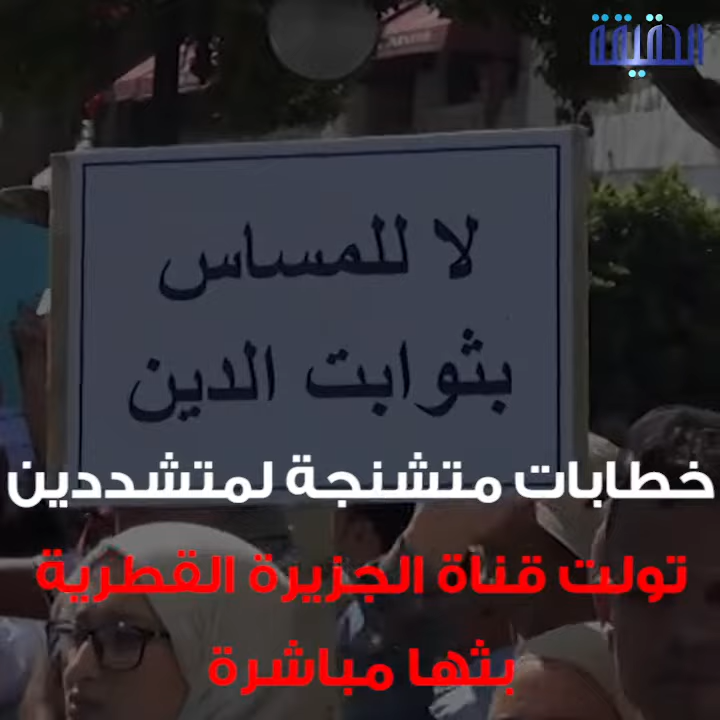 الحقيقة
لا للمساس
بثوابت الدين
خطابات متشنجة لمتشددين
تولت قناة الجزيرة القطرية
بثها مباشرة